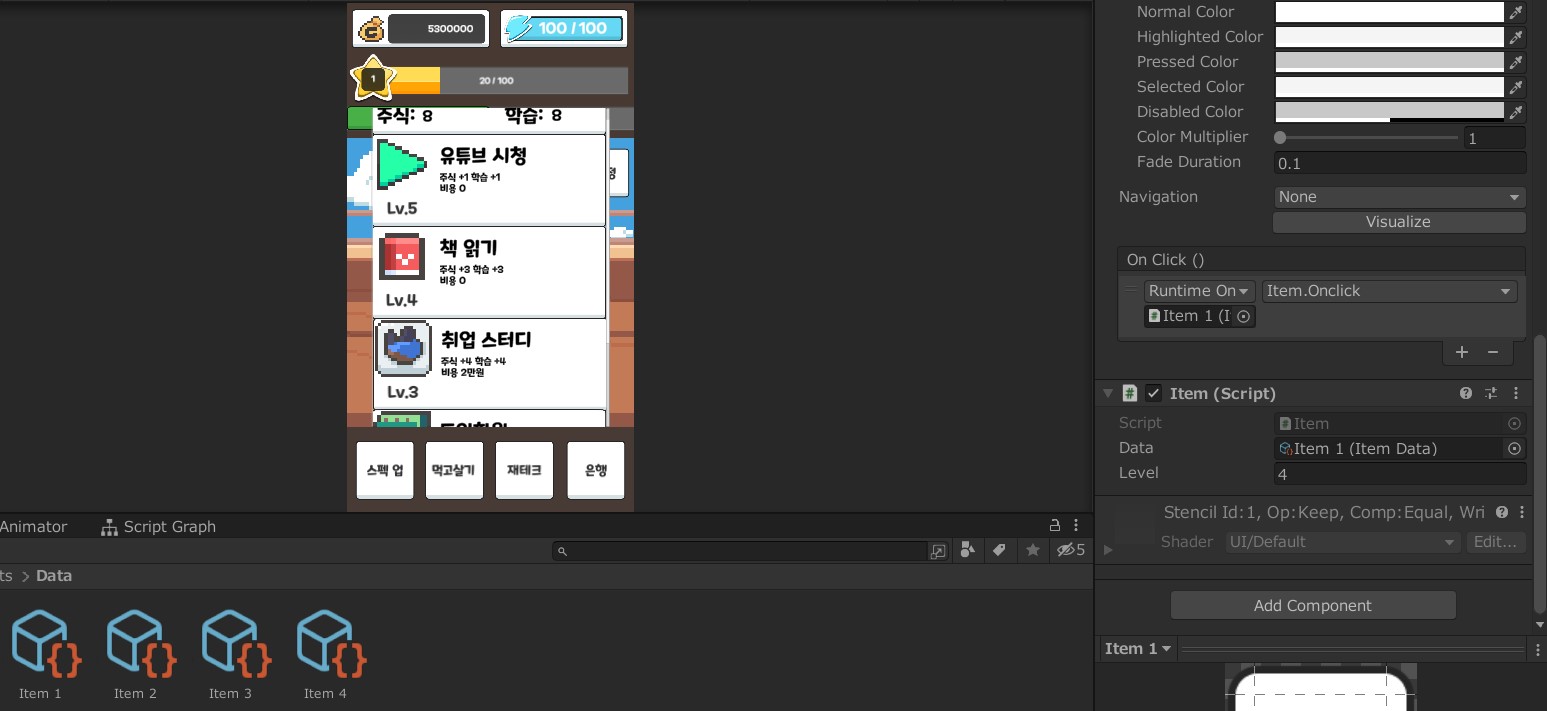 5300000
100 / 100
1
20 / 100
주식: 8 학습: 8
유튜브 시청
주식 +1 학습 +1
비용 0
Lv.5
책 읽기
주식 +3 학습 +3
비용 0
Lv.4
취업 스터디
주식 +4 학습 +4
비용 2만원
Lv.3
스펙 업
먹고살기
재테크
은행
Normal Color
Highlighted Color
Pressed Color
Selected Color
Disabled Color
Color Multiplier 1
Fade Duration 0.1
Navigation None
Visualize
On Click ()
Runtime On Item.Onclick
Item 1 (I
Item (Script)
Script Item
Data Item 1 (Item Data)
Level 4
Stencil Id:1, Op:Keep, Comp:Equal, Wri
Shader UI/Default Edit...
Add Component
Item 1
Animator Script Graph
5
ts > Data
Item 1
Item 2
Item 3
Item 4